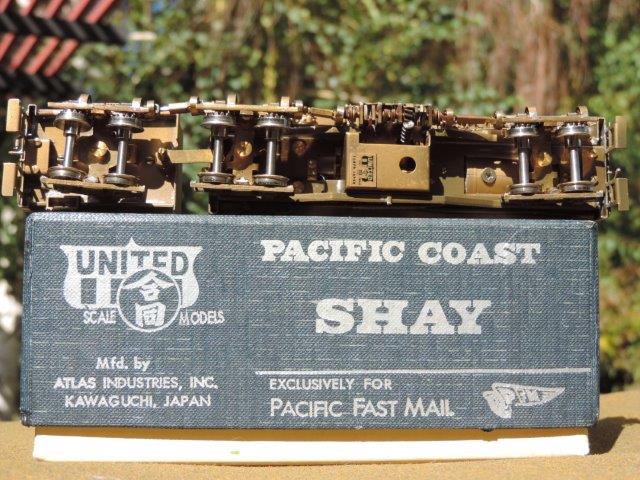 UNITED
合同
SCALE MODELS
Mfd. by
ATLAS INDUSTRIES, INC.
KAWAGUCHI, JAPAN
PACIFIC COAST
SHAY
EXCLUSIVELY FOR
PACIFIC FAST MAIL
PFM